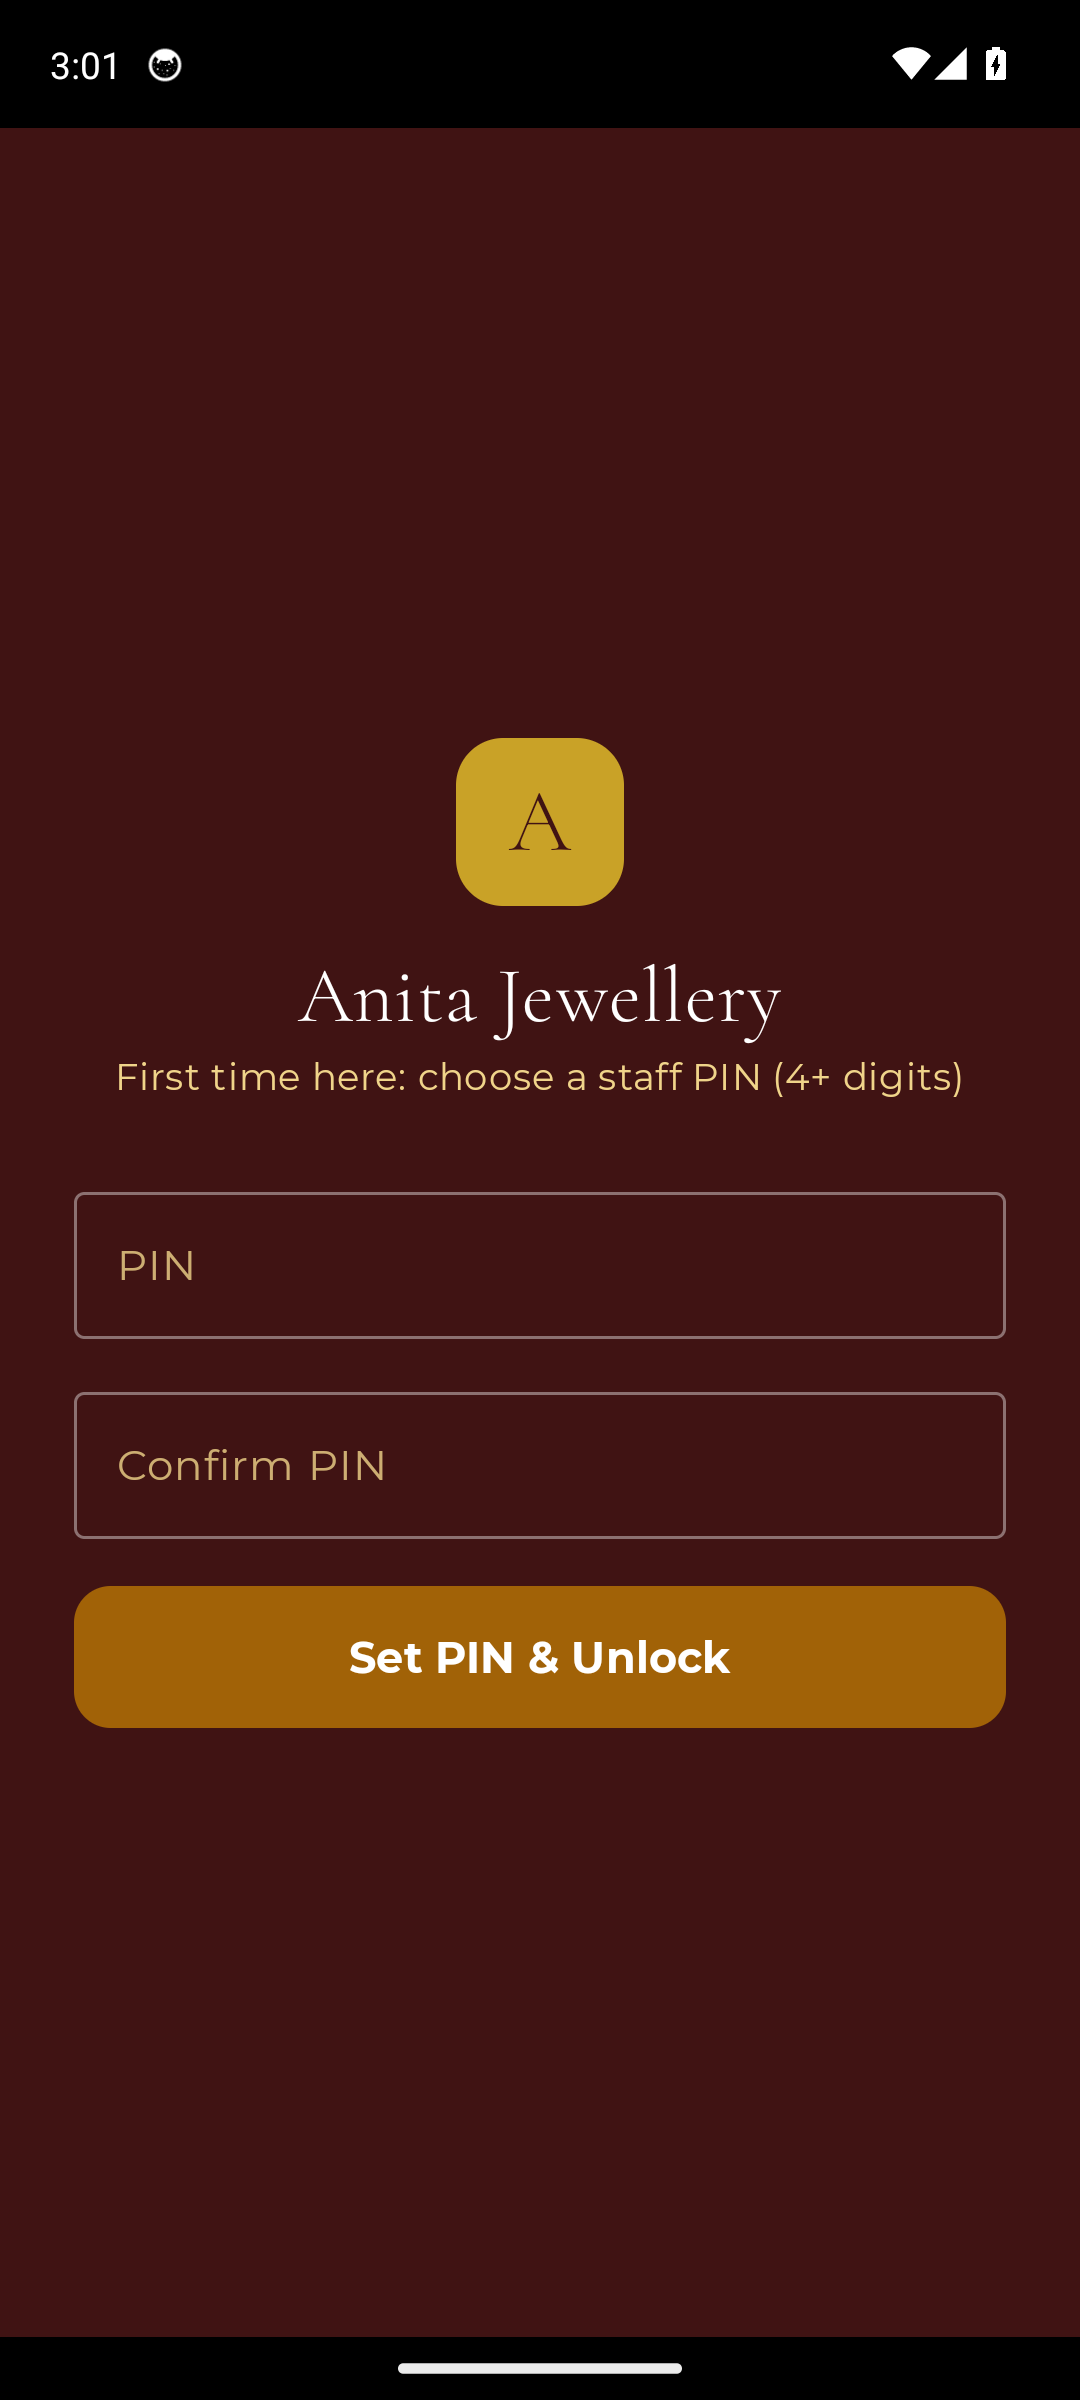 3:01
A
Anita Jewellery
First time here: choose a staff PIN (4+ digits)
PIN
Confirm PIN
Set PIN & Unlock